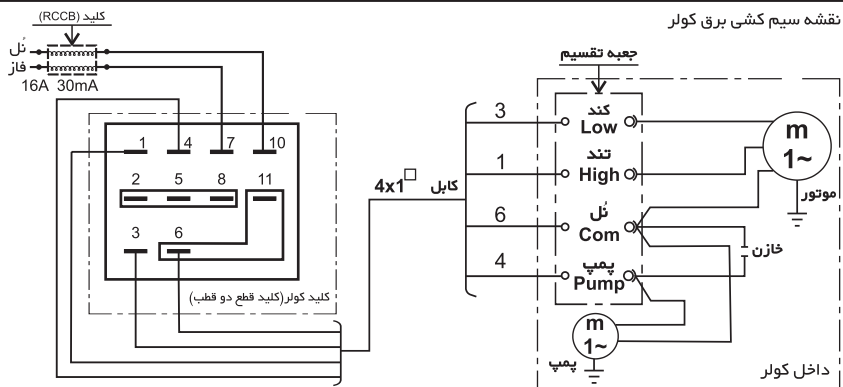 نقشه سیم کشی برق کولر
کلید (RCCB)
نُل
فاز
16A 30mA
1 4 7 10
2 5 8 11
3 6
کلید کولر(کلید قطع دو قطب)
کابل 4x1□
3
1
6
4
جعبه تقسیم
کند
Low
تند
High
نُل
Com
پمپ
Pump
m
1~
موتور
خازن
m
1~
پمپ
داخل کولر